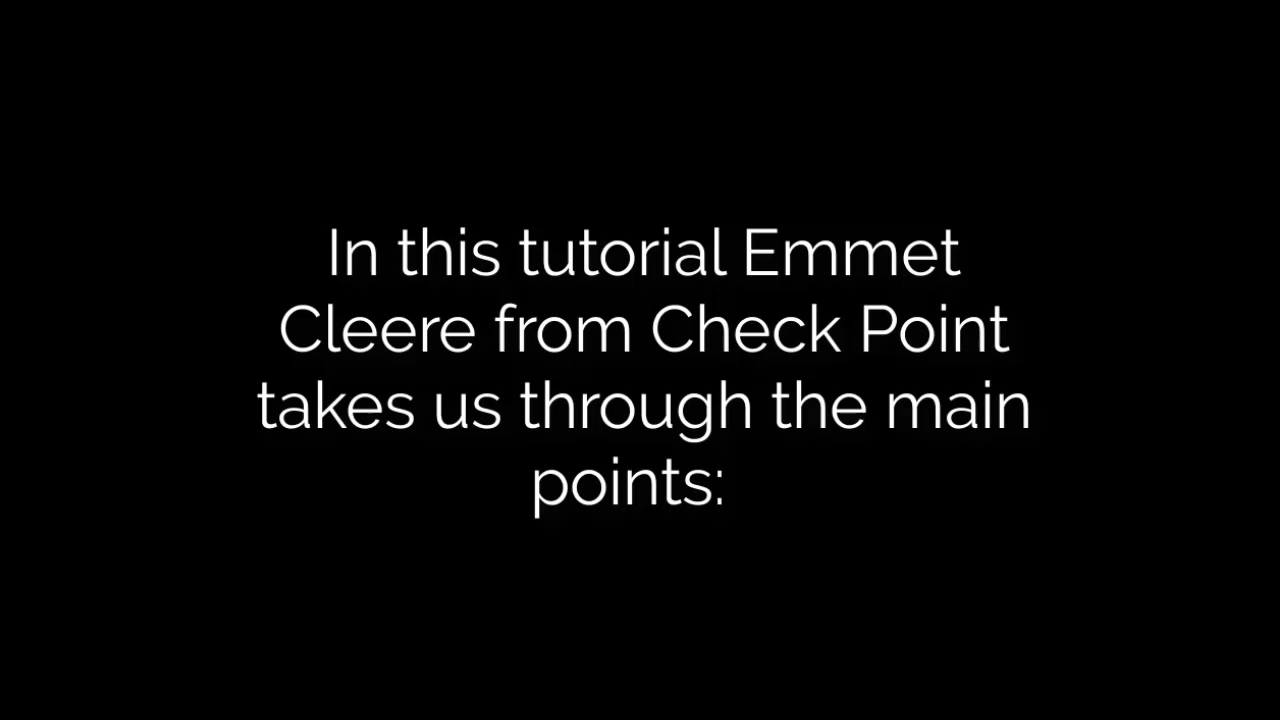 In this tutorial Emmet
Cleere from Check Point
takes us through the main
points: